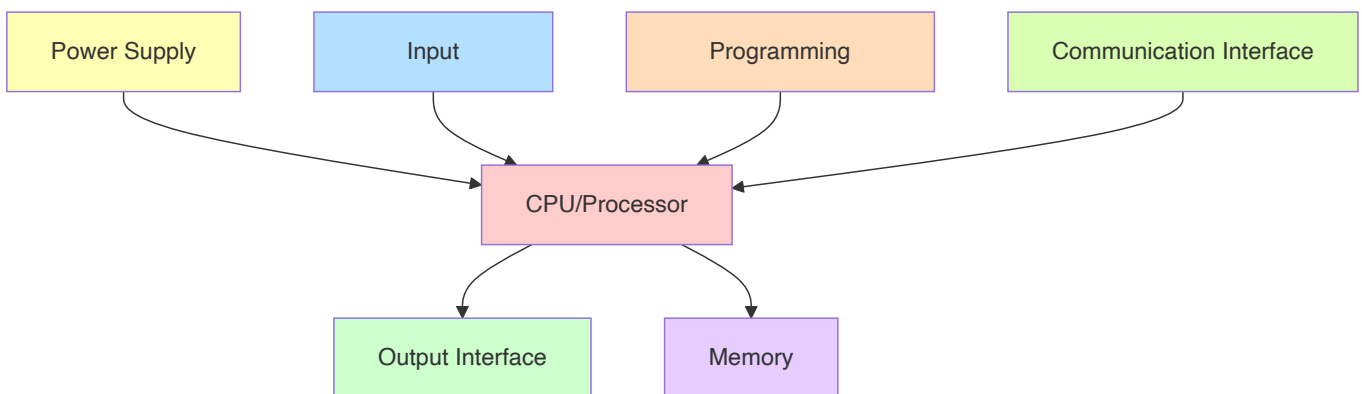 Power Supply
Input
Programming
Communication Interface
CPU/Processor
Output Interface
Memory